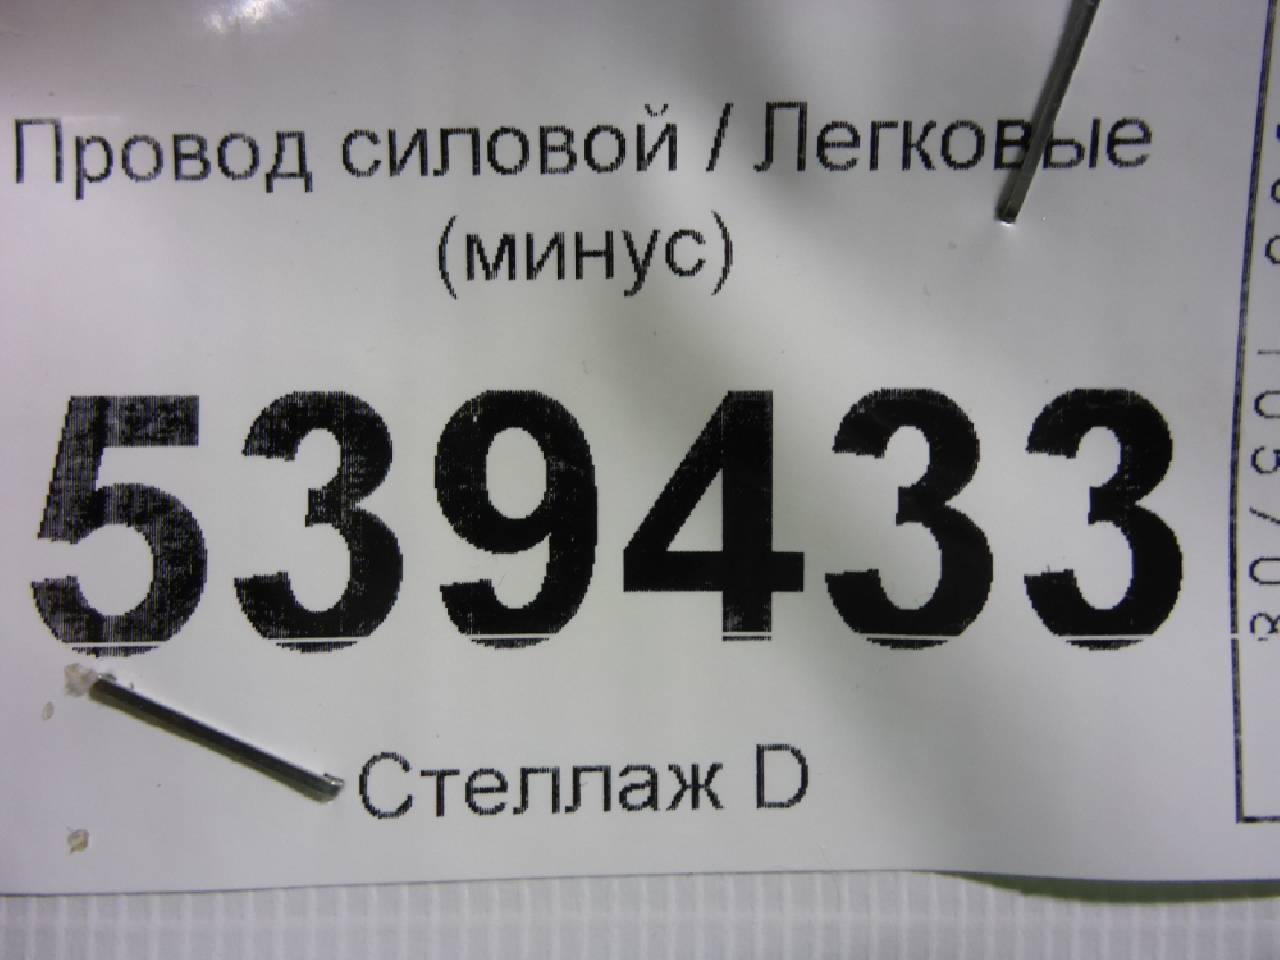 Провод силовой / Легковые
(минус)
539433
Стеллаж D